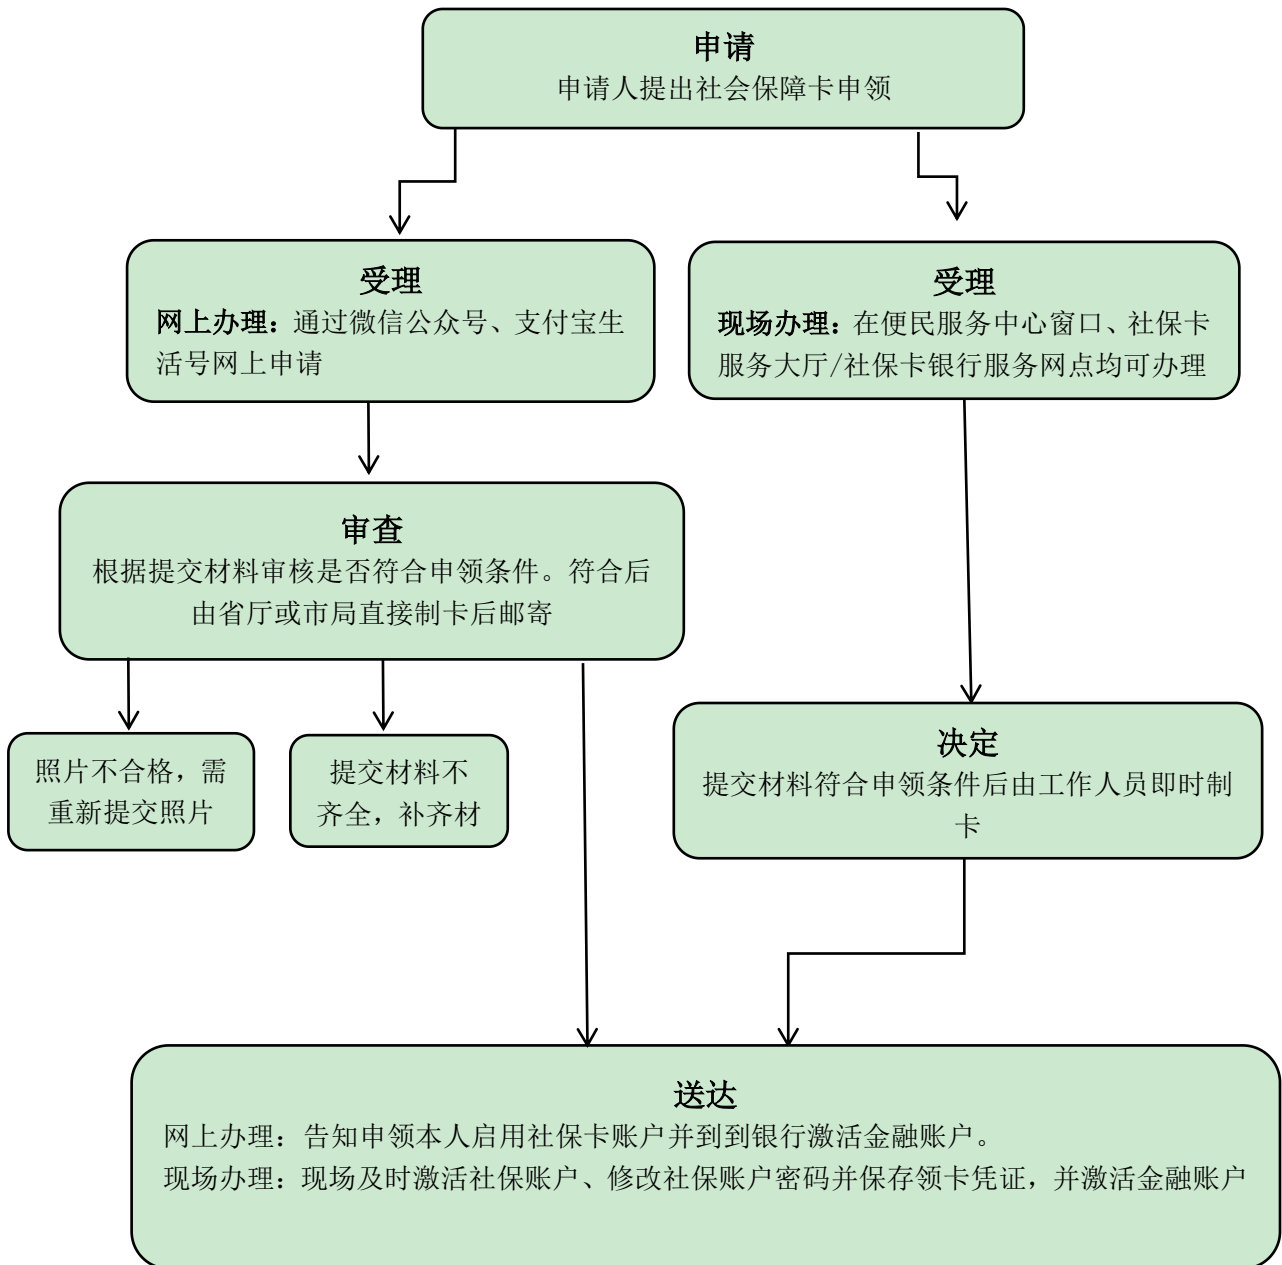 申请
申请人提出社会保障卡申领
受理
网上办理：通过微信公众号、支付宝生
活号网上申请
受理
现场办理：在便民服务中心窗口、社保卡
服务大厅/社保卡银行服务网点均可办理
审查
根据提交材料审核是否符合申领条件。符合后
由省厅或市局直接制卡后邮寄
照片不合格，需
重新提交照片
提交材料不
齐全，补齐材
决定
提交材料符合申领条件后由工作人员即时制
卡
送达
网上办理：告知申领本人启用社保卡账户并到到银行激活金融账户。
现场办理：现场及时激活社保账户、修改社保账户密码并保存领卡凭证，并激活金融账户